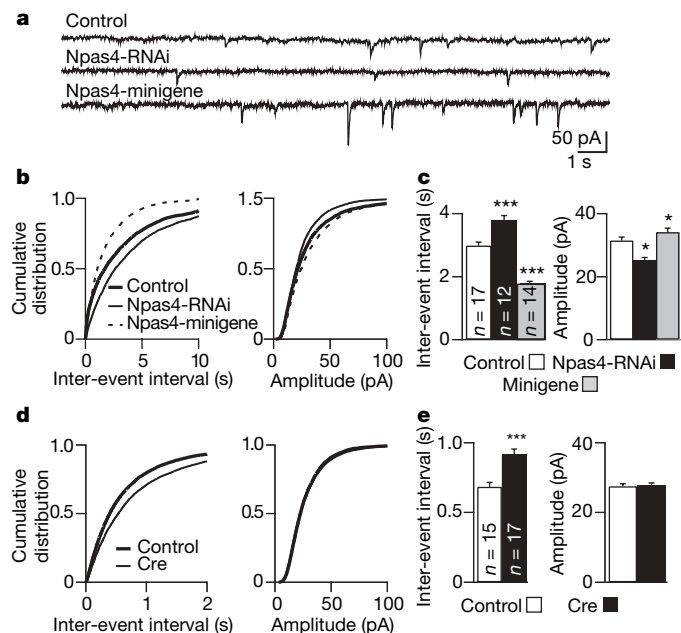 a
Control
Npas4-RNAi
Npas4-minigene
50 pA
1 s
b
Cumulative
distribution
1.0
0.5
0
Control
Npas4-RNAi
Npas4-minigene
0 5 10
Inter-event interval (s)
1.5
0.5
0
0 50 100
Amplitude (pA)
c
Inter-event interval (s)
4
2
0
***
***
n = 17
n = 12
n = 14
Amplitude (pA)
40
20
0
*
*
Control Npas4-RNAi
Minigene
d
Cumulative
distribution
1.0
0.5
0
Control
Cre
0 1 2
Inter-event interval (s)
1.0
0.5
0
0 50 100
Amplitude (pA)
e
Inter-event interval (s)
1.0
0.5
0
***
n = 15
n = 17
Amplitude (pA)
40
20
0
Control Cre